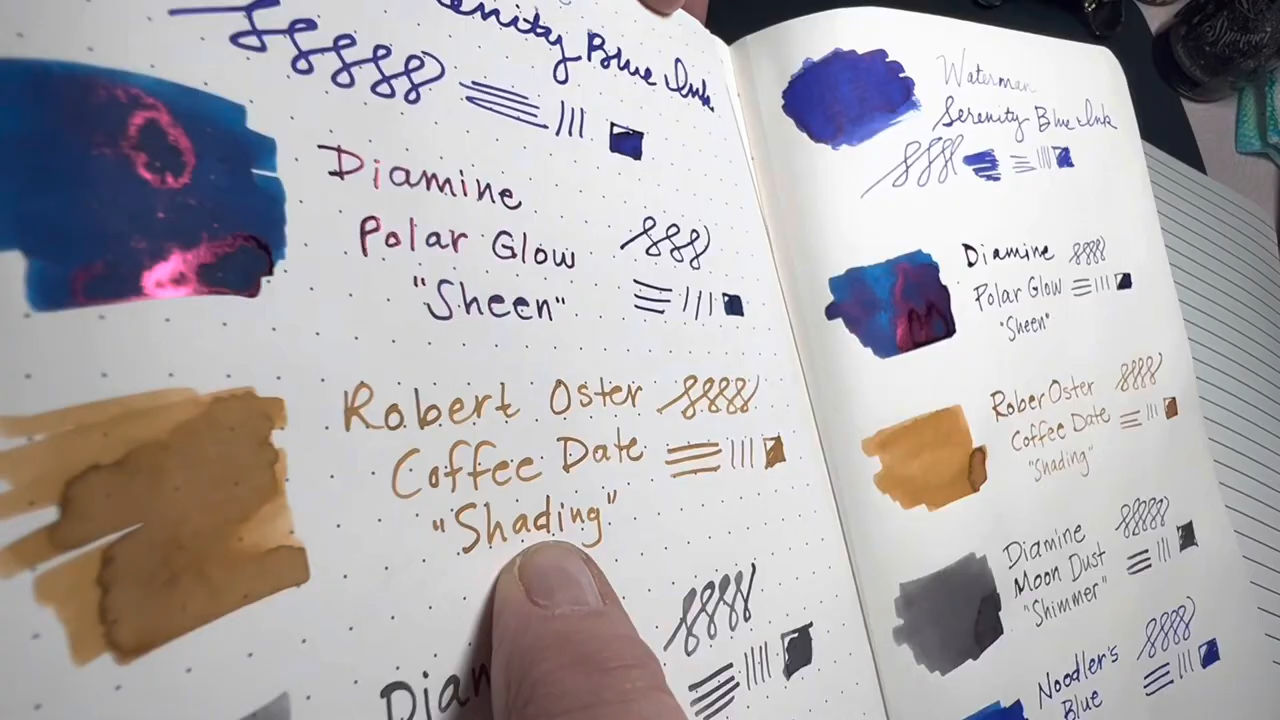 Serenity Blue Ink
Diamine
Polar Glow
"Sheen"
Robert Oster
Coffee Date
"Shading"
Diam
Waterman
Serenity Blue Ink
Diamine
Polar Glow
"Sheen"
Rober Oster
Coffee Date
"Shading"
Diamine
Moon Dust
"Shimmer"
Noodler's
Blue